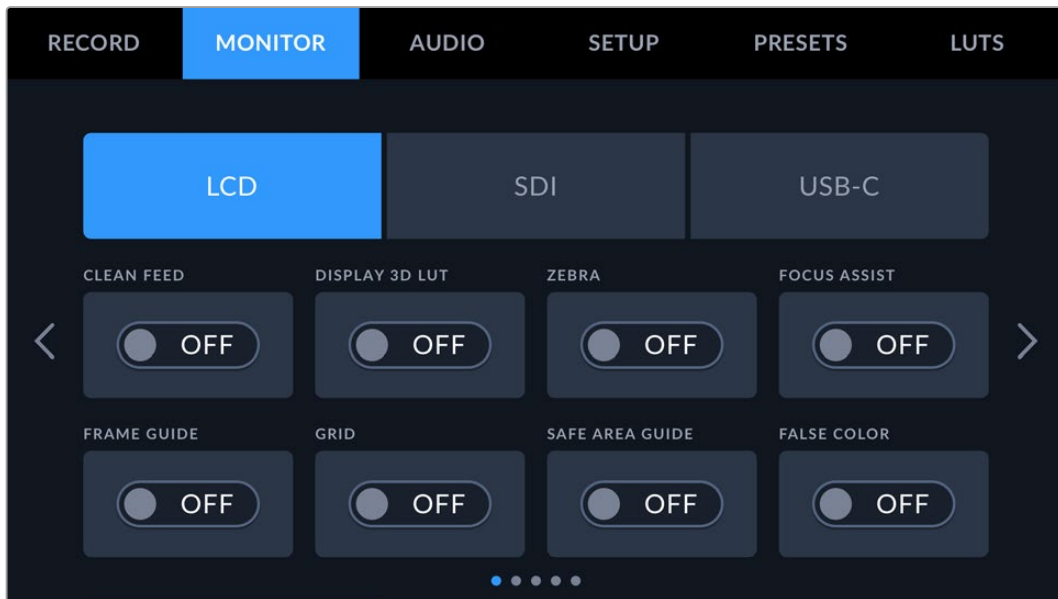 RECORD MONITOR AUDIO SETUP PRESETS LUTS
LCD SDI USB-C
CLEAN FEED DISPLAY 3D LUT ZEBRA FOCUS ASSIST
OFF OFF OFF OFF
FRAME GUIDE GRID SAFE AREA GUIDE FALSE COLOR
OFF OFF OFF OFF